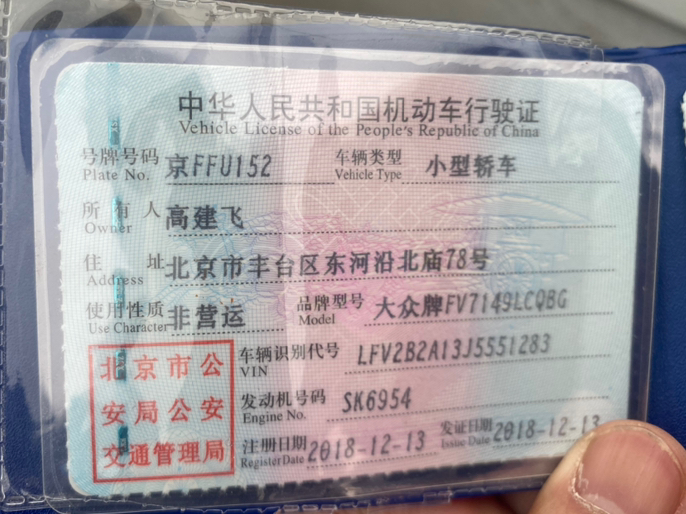 中华人民共和国机动车行驶证
Vehicle License of the People's Republic of China
号牌号码 京FFU152 车辆类型 小型轿车
Plate No. Vehicle Type
所有人 高建飞
Owner
住址 北京市丰台区东河沿北庙78号
Address
使用性质 非营运 品牌型号 大众牌FV7149LCQBG
Use Character Model
北京市公
安局公安
交通管理局
车辆识别代号 LFV2B2A13J5551283
VIN
发动机号码 SK6954
Engine No.
注册日期 2018-12-13 发证日期 2018-12-13
Register Date Issue Date